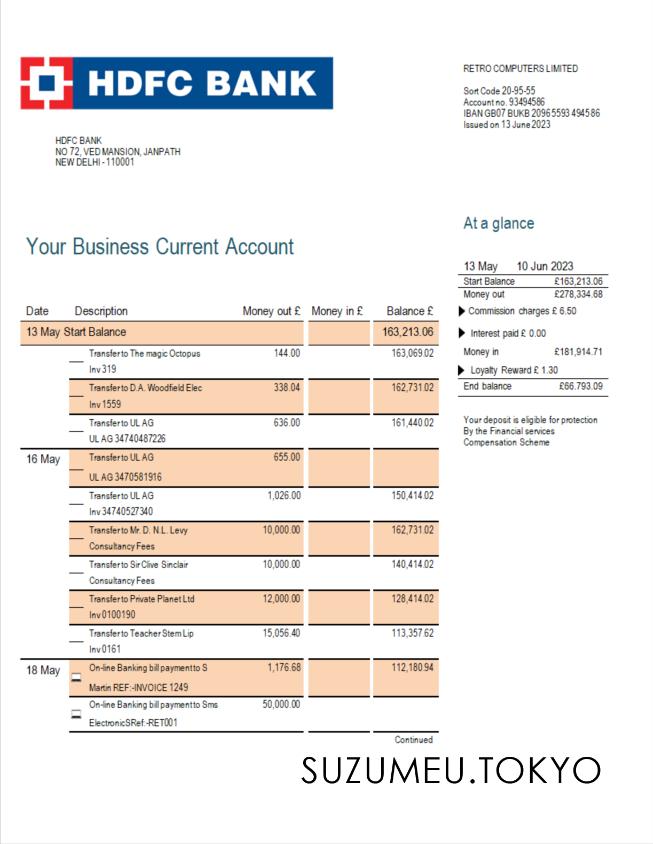 HDFC BANK
RETRO COMPUTERS LIMITED
Sort Code 20-95-55
Account no. 93494586
IBAN GB07 BUKB 20965593 494586
Issued on 13 June 2023
HDFC BANK
NO 72, VED MANSION, JANPATH
NEW DELHI - 110001
Your Business Current Account
Date Description Money out £ Money in £ Balance £
13 May Start Balance 163,213.06
Transfer to The magic Octopus 144.00 163,069.02
Inv 319
Transfer to D.A. Woodfield Elec 338.04 162,731.02
Inv 1559
Transfer to UL AG 636.00 161,440.02
UL AG 34740487226
16 May Transfer to UL AG 655.00
UL AG 3470581916
Transfer to UL AG 1,026.00 150,414.02
Inv 34740527340
Transfer to Mr. D. N.L. Levy 10,000.00 162,731.02
Consultancy Fees
Transfer to Sir Clive Sinclair 10,000.00 140,414.02
Consultancy Fees
Transfer to Private Planet Ltd 12,000.00 128,414.02
Inv 0100190
Transfer to Teacher Stem Lip 15,056.40 113,357.62
Inv 0161
18 May On-line Banking bill payment to S 1,176.68 112,180.94
Martin REF:-INVOICE 1249
On-line Banking bill payment to Sms 50,000.00
ElectronicSRef:-RET001
Continued
At a glance
13 May 10 Jun 2023
Start Balance £163,213.06
Money out £278,334.68
Commission charges £ 6.50
Interest paid £ 0.00
Money in £181,914.71
Loyalty Reward £ 1.30
End balance £66.793.09
Your deposit is eligible for protection
By the Financial services
Compensation Scheme
SUZUMEU.TOKYO